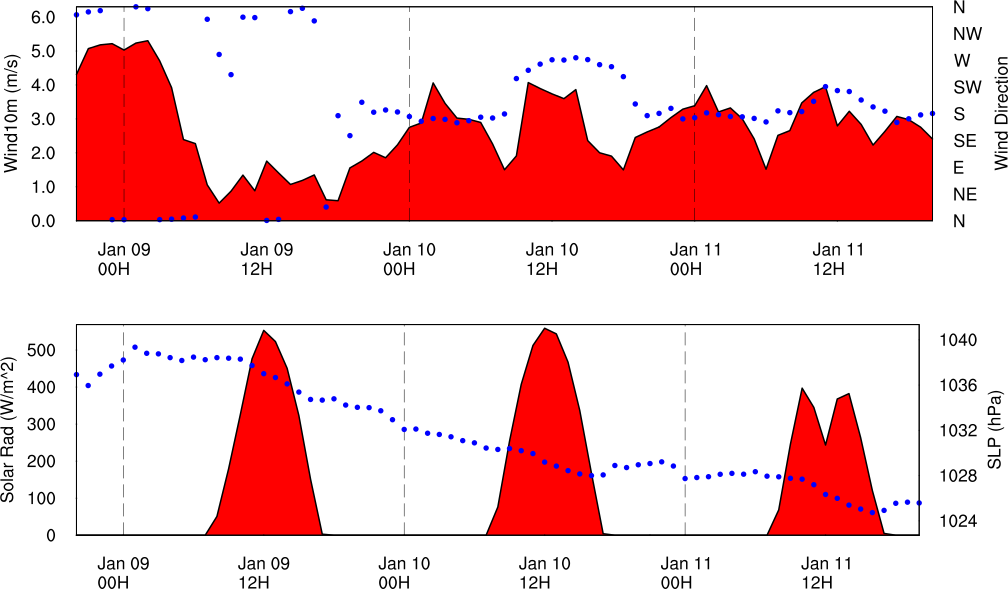 Wind10m (m/s)
6.0
5.0
4.0
3.0
2.0
1.0
0.0
N
NW
W
SW
S
SE
E
NE
N
Wind Direction
Jan 09 Jan 09 Jan 10 Jan 10 Jan 11 Jan 11
00H 12H 00H 12H 00H 12H
Solar Rad (W/m^2)
500
400
300
200
100
0
1040
1036
1032
1028
1024
SLP (hPa)
Jan 09 Jan 09 Jan 10 Jan 10 Jan 11 Jan 11
00H 12H 00H 12H 00H 12H